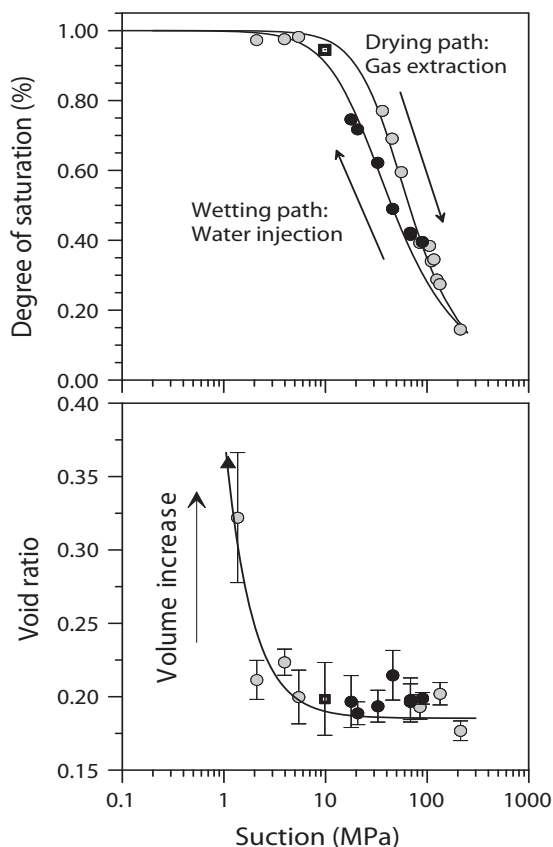 1.00
0.80
0.60
0.40
0.20
0.00
Degree of saturation (%)
Drying path:
Gas extraction
Wetting path:
Water injection
0.40
0.35
0.30
0.25
0.20
0.15
Void ratio
Volume increase
0.1
1
10
100
1000
Suction (MPa)